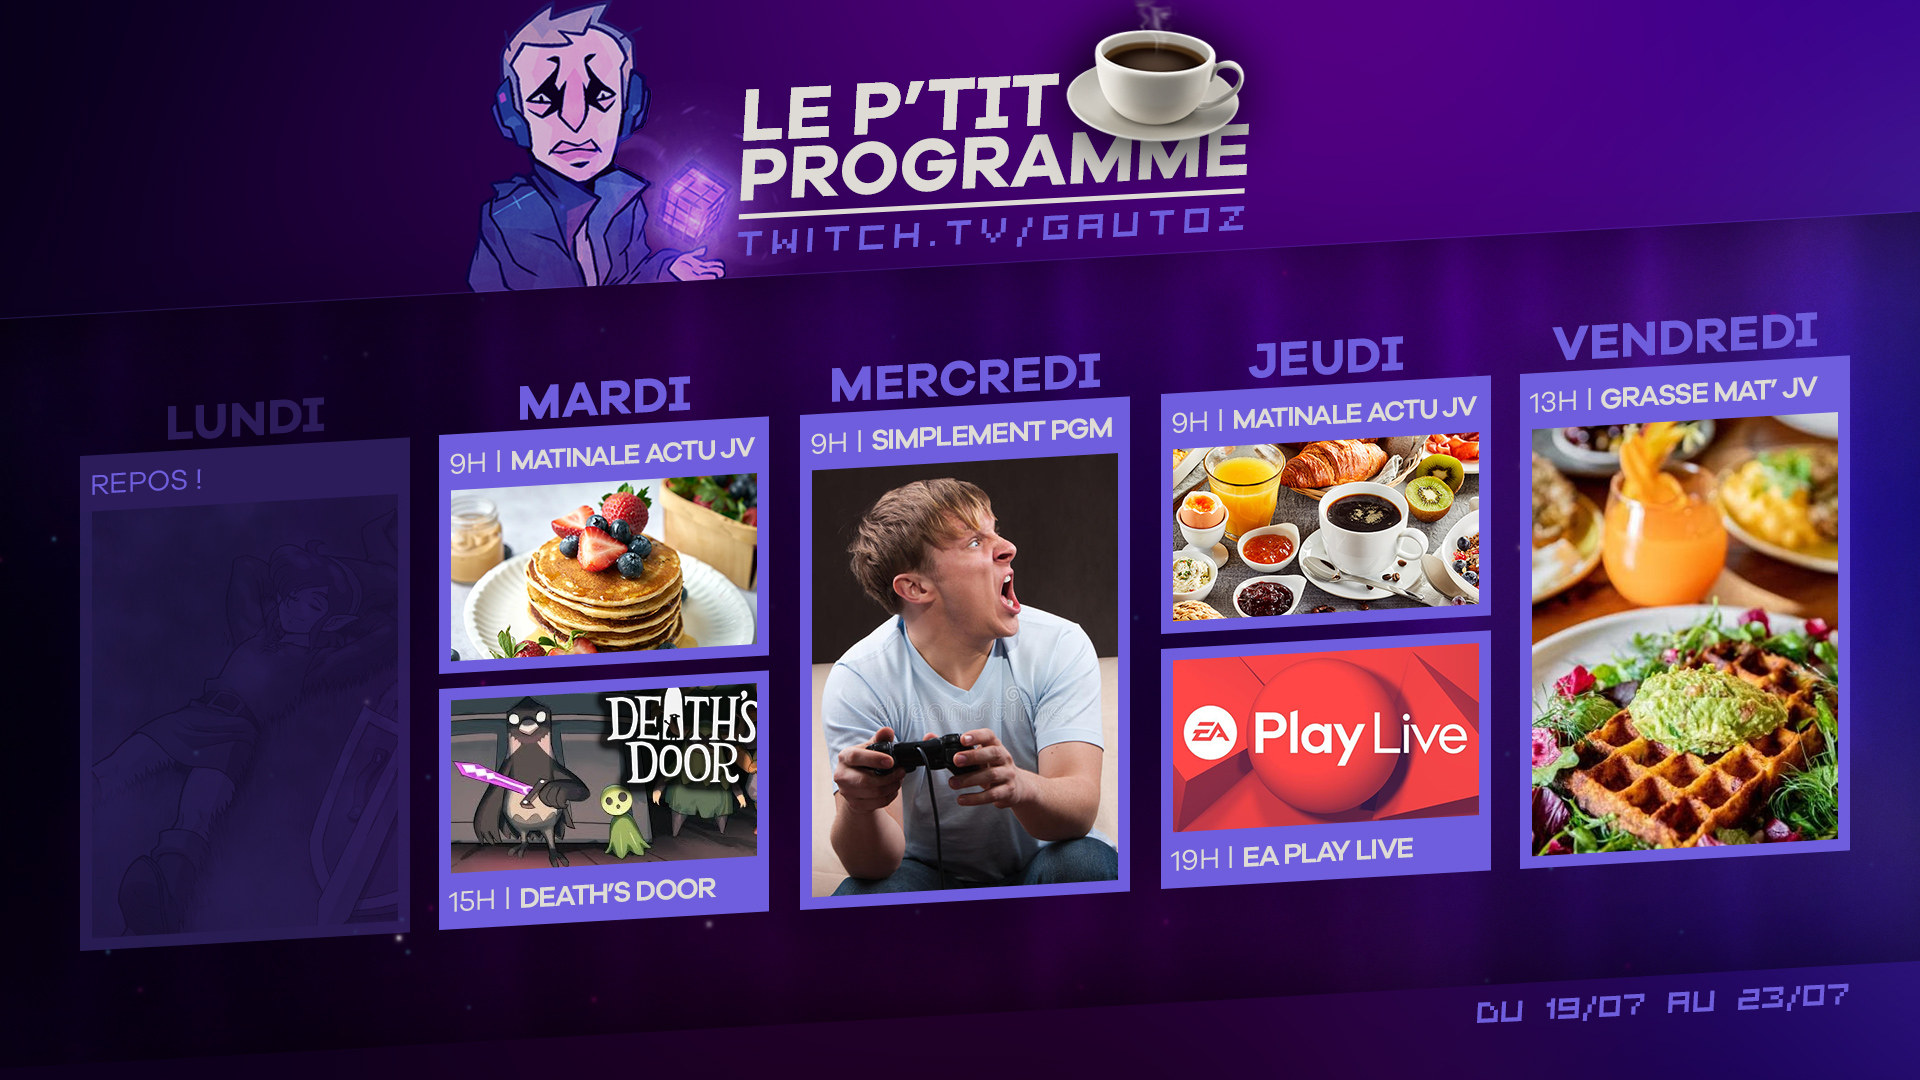 LE P'TIT
PROGRAMME
TWITCH.TV/GAUTOZ
LUNDI
REPOS !
MARDI
9H | MATINALE ACTU JV
DEATH'S
DOOR
15H | DEATH'S DOOR
MERCREDI
9H | SIMPLEMENT PGM
dreamstime
JEUDI
9H | MATINALE ACTU JV
EA Play Live
19H | EA PLAY LIVE
VENDREDI
13H | GRASSE MAT' JV
DU 19/07 AU 23/07